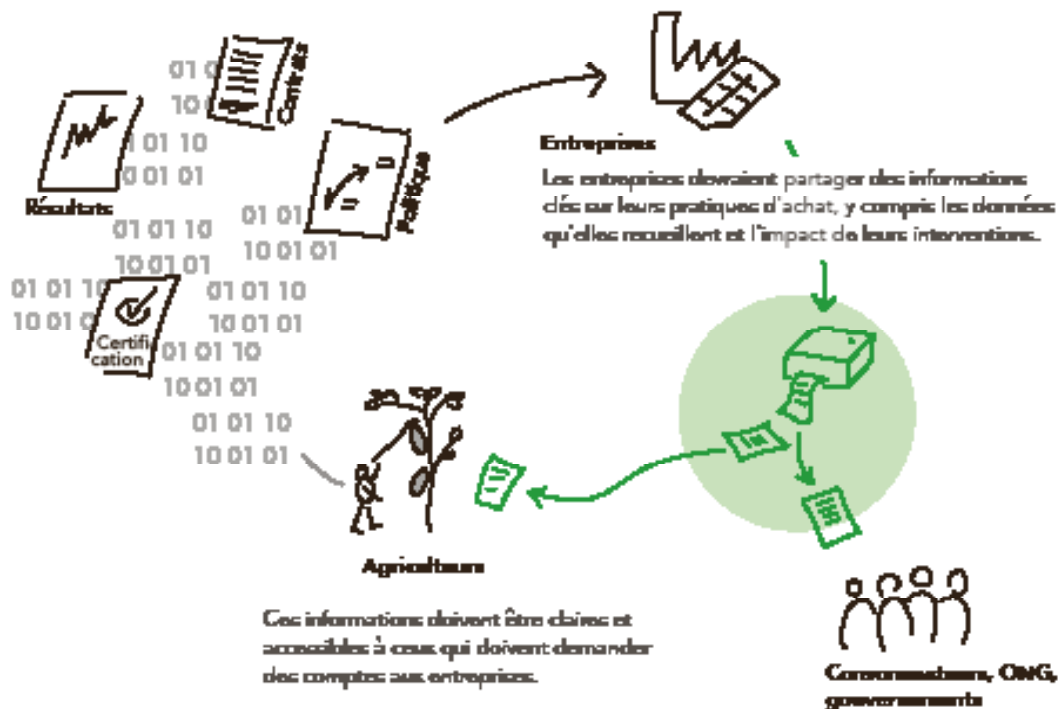 01 0
10 0
Contrats
1 01 10
0 01 01
Résultats
Politique
01 01
10 01 01
01 01 10
10 01 01
01 01 10
10 01 0
01 01 10
10 01 01
Certifi
cation
01 01 10
10 01 01
01 01 10
10 01 01
Entreprises
Les entreprises devraient partager des informations
clés sur leurs pratiques d'achat, y compris les données
qu'elles recueillent et l'impact de leurs interventions.
Agriculteurs
Ces informations doivent être claires et
accessibles à ceux qui doivent demander
des comptes aux entreprises.
Consommateurs, ONG,
gouvernements